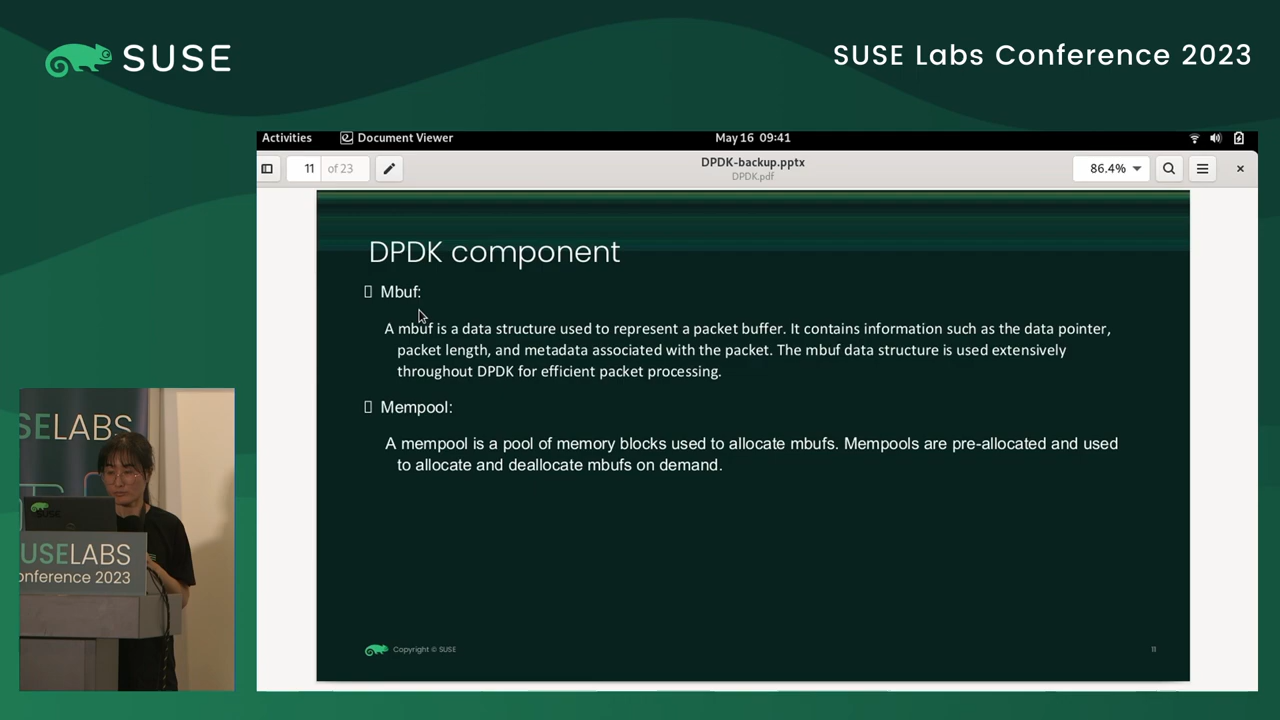 SUSE
SUSE Labs Conference 2023
Activities
Document Viewer
May 16 09:41
11 of 23
DPDK-backup.pptx
DPDK.pdf
86.4%
DPDK component
Mbuf:
A mbuf is a data structure used to represent a packet buffer. It contains information such as the data pointer,
packet length, and metadata associated with the packet. The mbuf data structure is used extensively
throughout DPDK for efficient packet processing.
Mempool:
A mempool is a pool of memory blocks used to allocate mbufs. Mempools are pre-allocated and used
to allocate and deallocate mbufs on demand.
Copyright © SUSE
11
SELABS
SUSE
USELABS
onference 2023